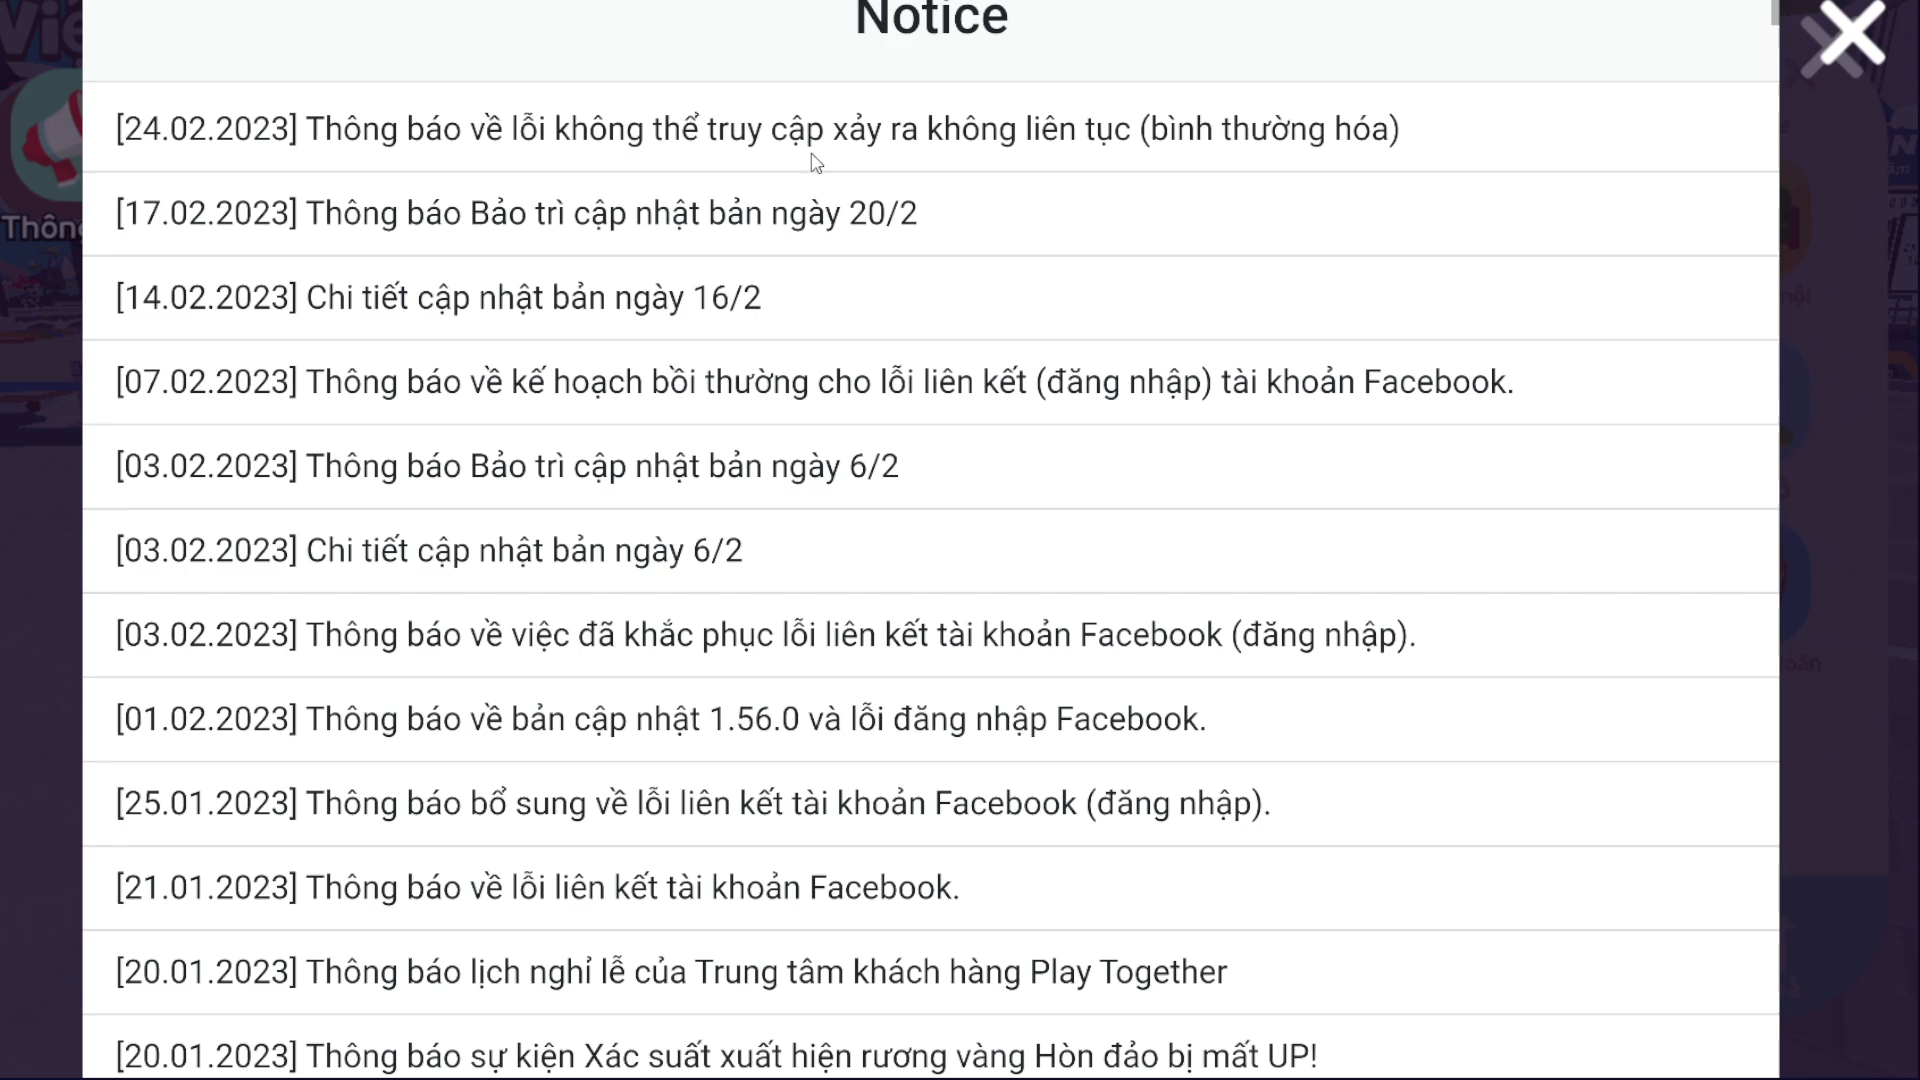 Notice
[24.02.2023] Thông báo về lỗi không thể truy cập xảy ra không liên tục (bình thường hóa)
[17.02.2023] Thông báo Bảo trì cập nhật bản ngày 20/2
[14.02.2023] Chi tiết cập nhật bản ngày 16/2
[07.02.2023] Thông báo về kế hoạch bồi thường cho lỗi liên kết (đăng nhập) tài khoản Facebook.
[03.02.2023] Thông báo Bảo trì cập nhật bản ngày 6/2
[03.02.2023] Chi tiết cập nhật bản ngày 6/2
[03.02.2023] Thông báo về việc đã khắc phục lỗi liên kết tài khoản Facebook (đăng nhập).
[01.02.2023] Thông báo về bản cập nhật 1.56.0 và lỗi đăng nhập Facebook.
[25.01.2023] Thông báo bổ sung về lỗi liên kết tài khoản Facebook (đăng nhập).
[21.01.2023] Thông báo về lỗi liên kết tài khoản Facebook.
[20.01.2023] Thông báo lịch nghỉ lễ của Trung tâm khách hàng Play Together
[20.01.2023] Thông báo sự kiện Xác suất xuất hiện rương vàng Hòn đảo bị mất UP!